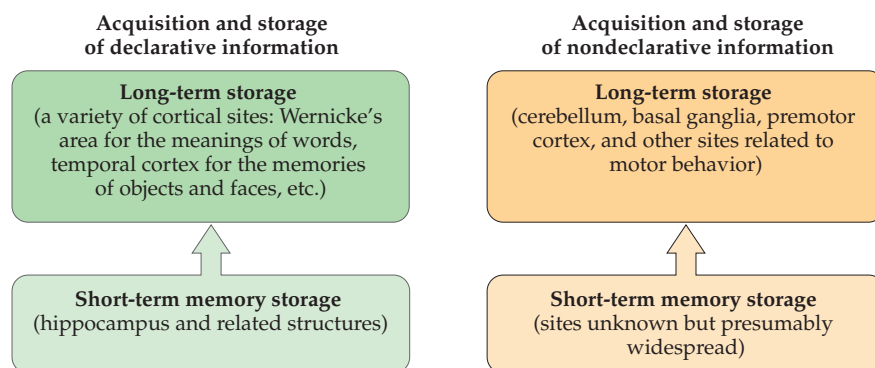 Acquisition and storage
of declarative information
Long-term storage
(a variety of cortical sites: Wernicke’s
area for the meanings of words,
temporal cortex for the memories
of objects and faces, etc.)
Short-term memory storage
(hippocampus and related structures)
Acquisition and storage
of nondeclarative information
Long-term storage
(cerebellum, basal ganglia, premotor
cortex, and other sites related to
motor behavior)
Short-term memory storage
(sites unknown but presumably
widespread)